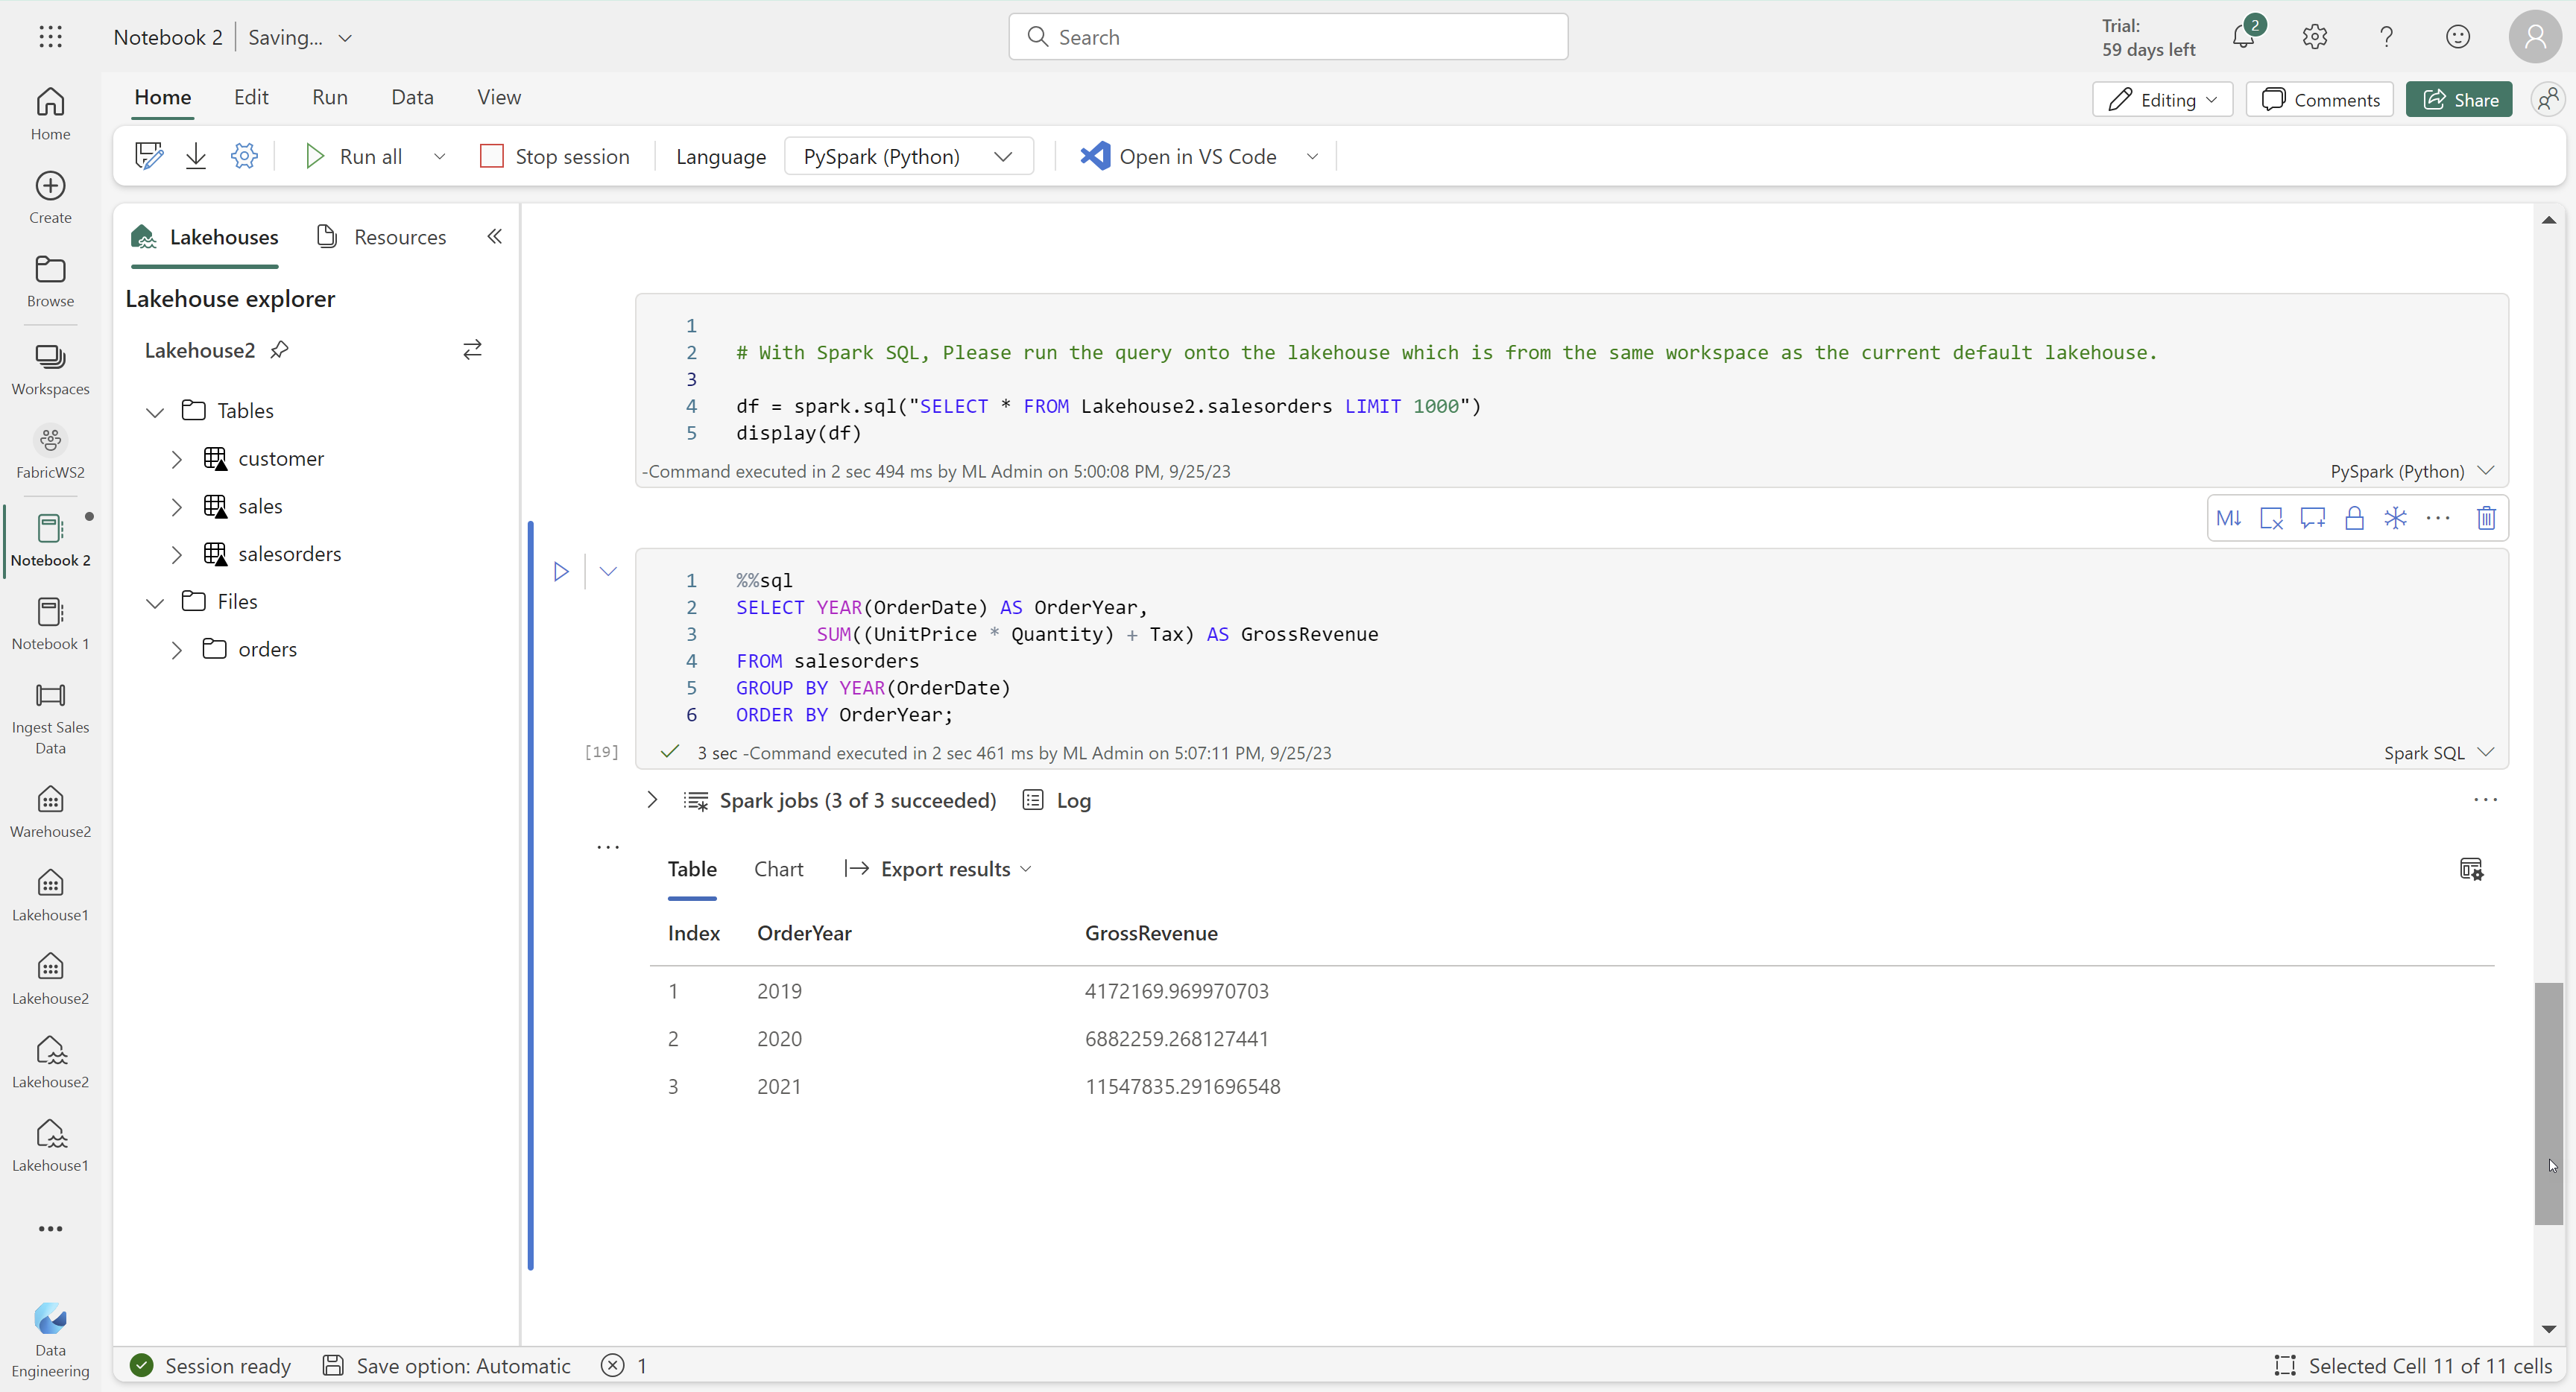 Notebook 2 | Saving...
Search
Trial:
59 days left
2
Home
Edit
Run
Data
View
Editing
Comments
Share
Run all
Stop session
Language
PySpark (Python)
Open in VS Code
Home
Create
Browse
Workspaces
FabricWS2
Notebook 2
Notebook 1
Ingest Sales
Data
Warehouse2
Lakehouse1
Lakehouse2
Lakehouse2
Lakehouse1
Data
Engineering
Lakehouses
Resources
Lakehouse explorer
Lakehouse2
Tables
customer
sales
salesorders
Files
orders
1
2 # With Spark SQL, Please run the query onto the lakehouse which is from the same workspace as the current default lakehouse.
3
4 df = spark.sql("SELECT * FROM Lakehouse2.salesorders LIMIT 1000")
5 display(df)
-Command executed in 2 sec 494 ms by ML Admin on 5:00:08 PM, 9/25/23
PySpark (Python)
M↓
1 %%sql
2 SELECT YEAR(OrderDate) AS OrderYear,
3 SUM((UnitPrice * Quantity) + Tax) AS GrossRevenue
4 FROM salesorders
5 GROUP BY YEAR(OrderDate)
6 ORDER BY OrderYear;
[19]
3 sec -Command executed in 2 sec 461 ms by ML Admin on 5:07:11 PM, 9/25/23
Spark SQL
Spark jobs (3 of 3 succeeded)
Log
Table
Chart
Export results
Index OrderYear GrossRevenue
1 2019 4172169.969970703
2 2020 6882259.268127441
3 2021 11547835.291696548
Session ready
Save option: Automatic
1
Selected Cell 11 of 11 cells